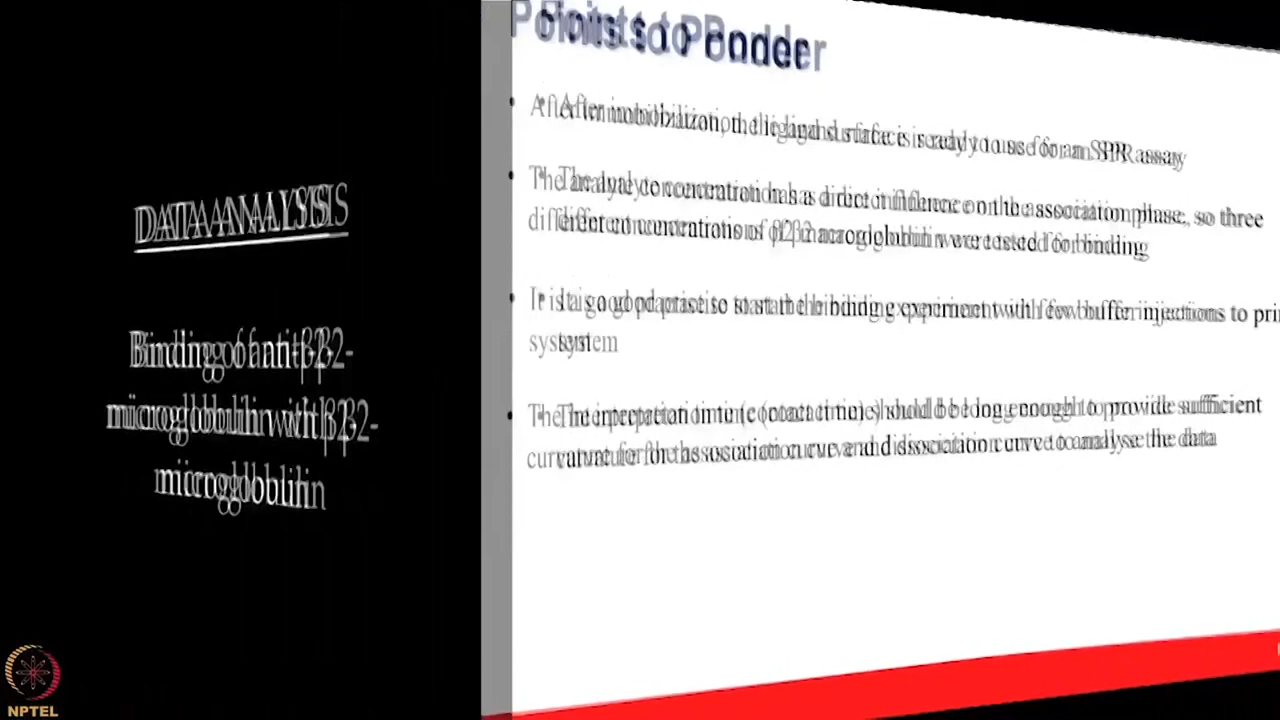 DATA ANALYSIS
Binding of anti-β2-
microglobulin with β2-
microglobulin
Points to Ponder
• After immobilization, the ligand surface is ready to use for an SPR assay
• The analyte concentration has a direct influence on the association phase, so three
different concentrations of β2 macroglobulin were tested for binding
• It is a good practise to start the binding experiment with few buffer injections to
system
• The time (contact time) should be long enough to provide sufficient
curvature for the association curve and dissociation curve to analyse the data
NPTEL